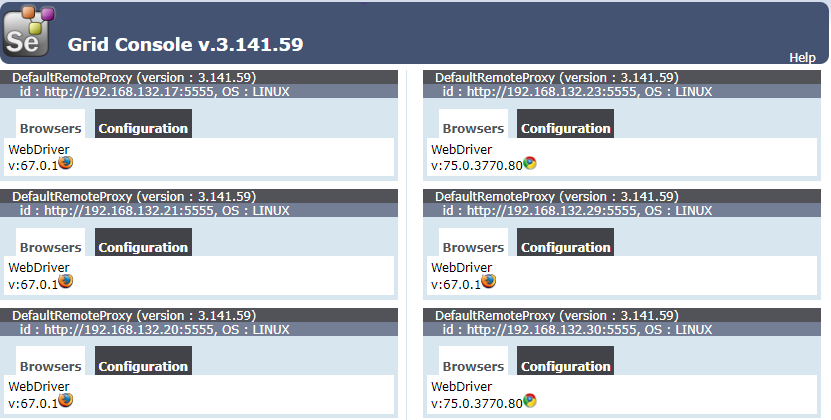 Se
Grid Console v.3.141.59
Help
DefaultRemoteProxy (version : 3.141.59)
id : http://192.168.132.17:5555, OS : LINUX
Browsers Configuration
WebDriver
v:67.0.1
DefaultRemoteProxy (version : 3.141.59)
id : http://192.168.132.21:5555, OS : LINUX
Browsers Configuration
WebDriver
v:67.0.1
DefaultRemoteProxy (version : 3.141.59)
id : http://192.168.132.20:5555, OS : LINUX
Browsers Configuration
WebDriver
v:67.0.1
DefaultRemoteProxy (version : 3.141.59)
id : http://192.168.132.23:5555, OS : LINUX
Browsers Configuration
WebDriver
v:75.0.3770.80
DefaultRemoteProxy (version : 3.141.59)
id : http://192.168.132.29:5555, OS : LINUX
Browsers Configuration
WebDriver
v:67.0.1
DefaultRemoteProxy (version : 3.141.59)
id : http://192.168.132.30:5555, OS : LINUX
Browsers Configuration
WebDriver
v:75.0.3770.80